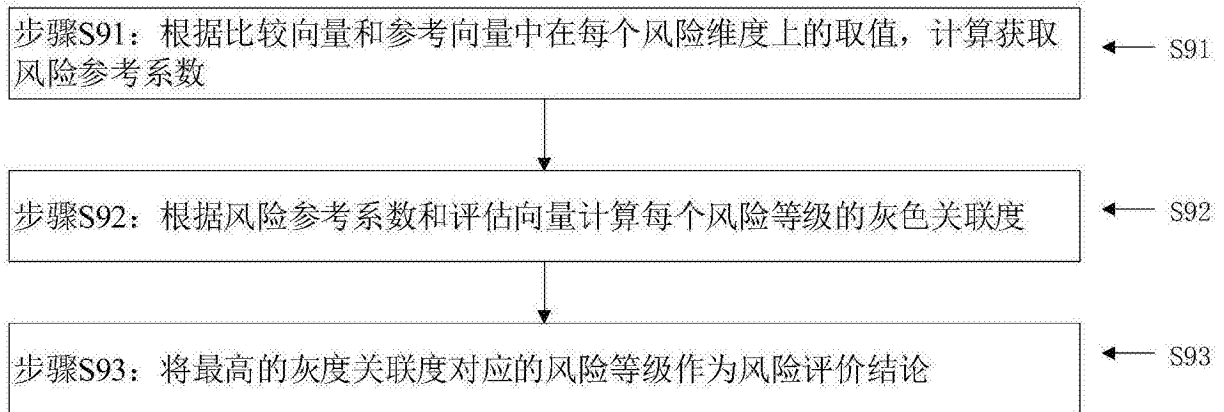 步骤S91：根据比较向量和参考向量中在每个风险维度上的取值，计算获取
风险参考系数
S91
步骤S92：根据风险参考系数和评估向量计算每个风险等级的灰色关联度
S92
步骤S93：将最高的灰度关联度对应的风险等级作为风险评价结论
S93